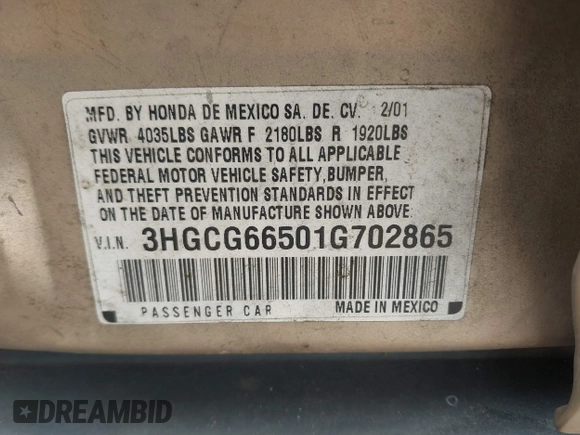 MFD. BY HONDA DE MEXICO SA. DE. CV. 2/01
GVWR 4035LBS GAWR F 2180LBS R 1920LBS
THIS VEHICLE CONFORMS TO ALL APPLICABLE
FEDERAL MOTOR VEHICLE SAFETY,BUMPER,
AND THEFT PREVENTION STANDARDS IN EFFECT
ON THE DATE OF MANUFACTURE SHOWN ABOVE
V.I.N. 3HGCG66501G702865
PASSENGER CAR MADE IN MEXICO
DREAMBID